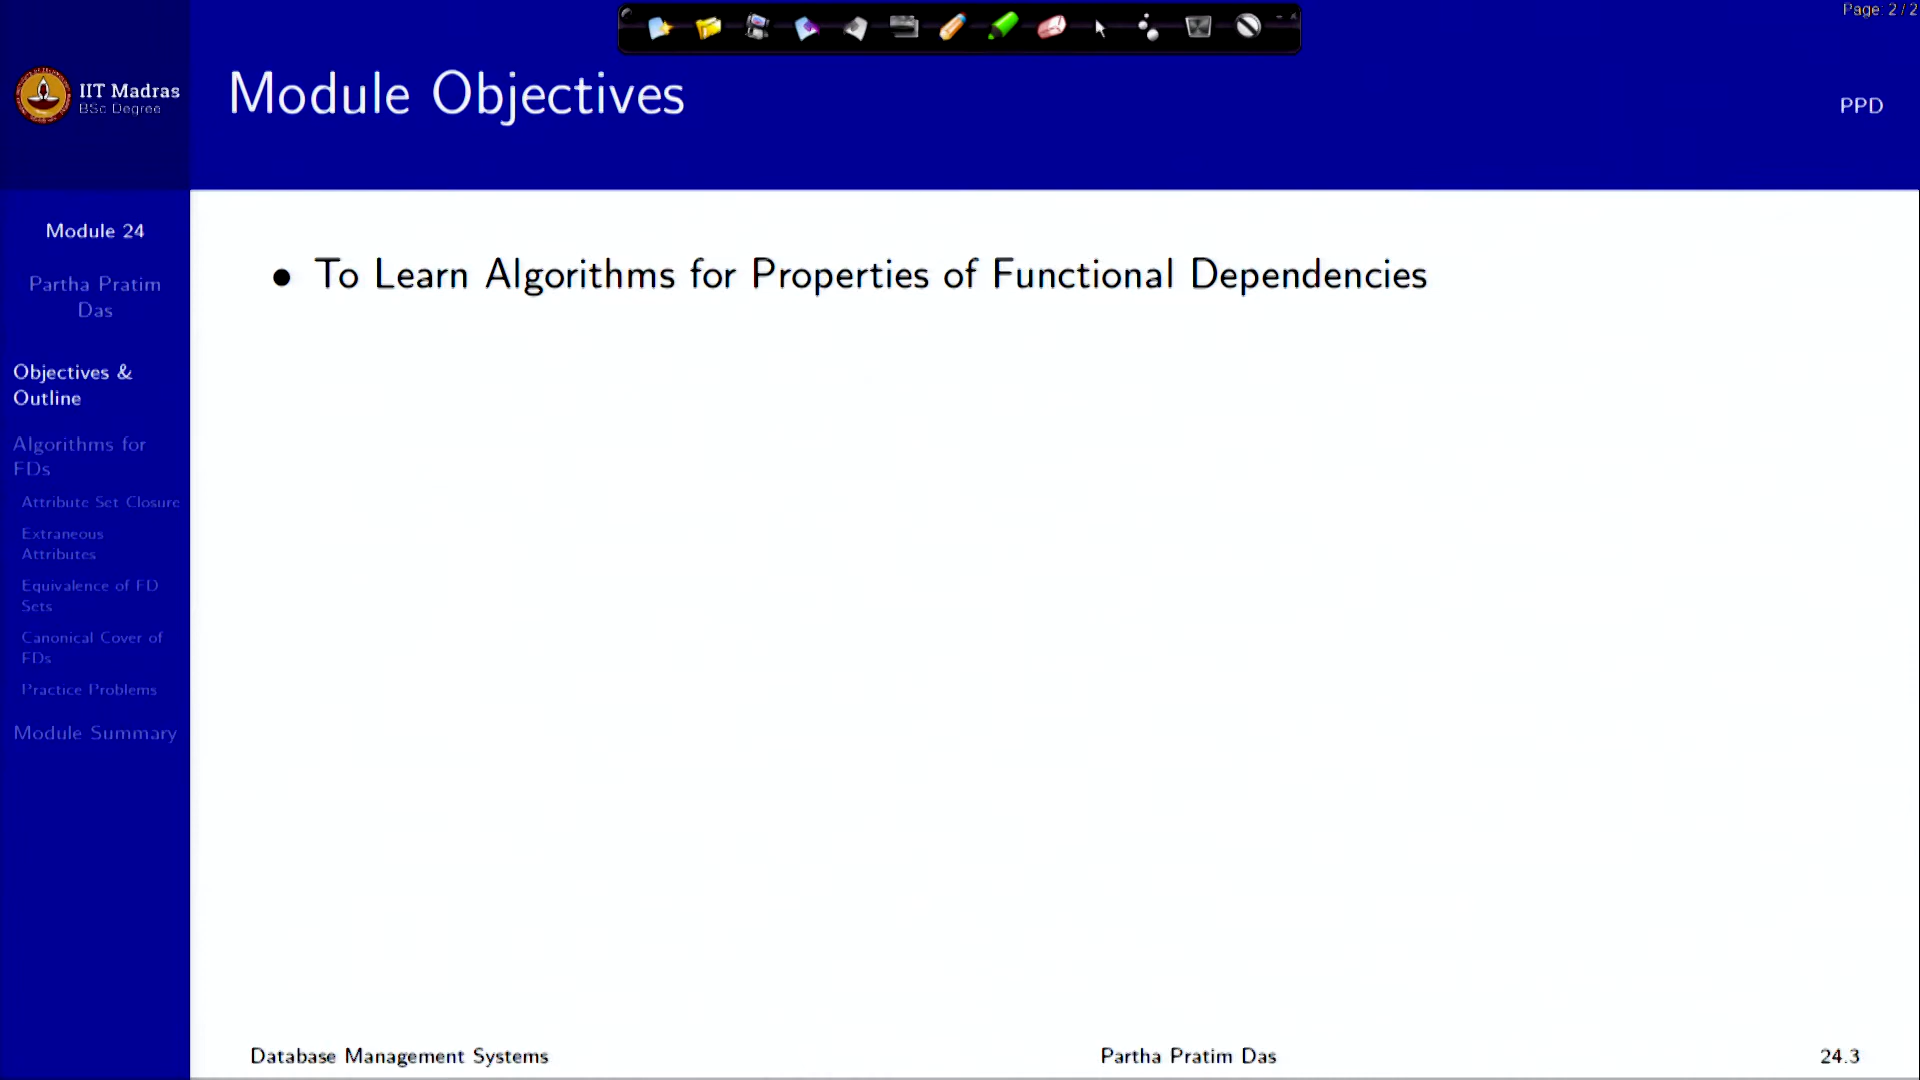 Page: 2 / 2
IIT Madras
BSc Degree
Module Objectives
PPD
Module 24
Partha Pratim
Das
Objectives &
Outline
Algorithms for
FDs
Attribute Set Closure
Extraneous
Attributes
Equivalence of FD
Sets
Canonical Cover of
FDs
Practice Problems
Module Summary
• To Learn Algorithms for Properties of Functional Dependencies
Database Management Systems
Partha Pratim Das
24.3